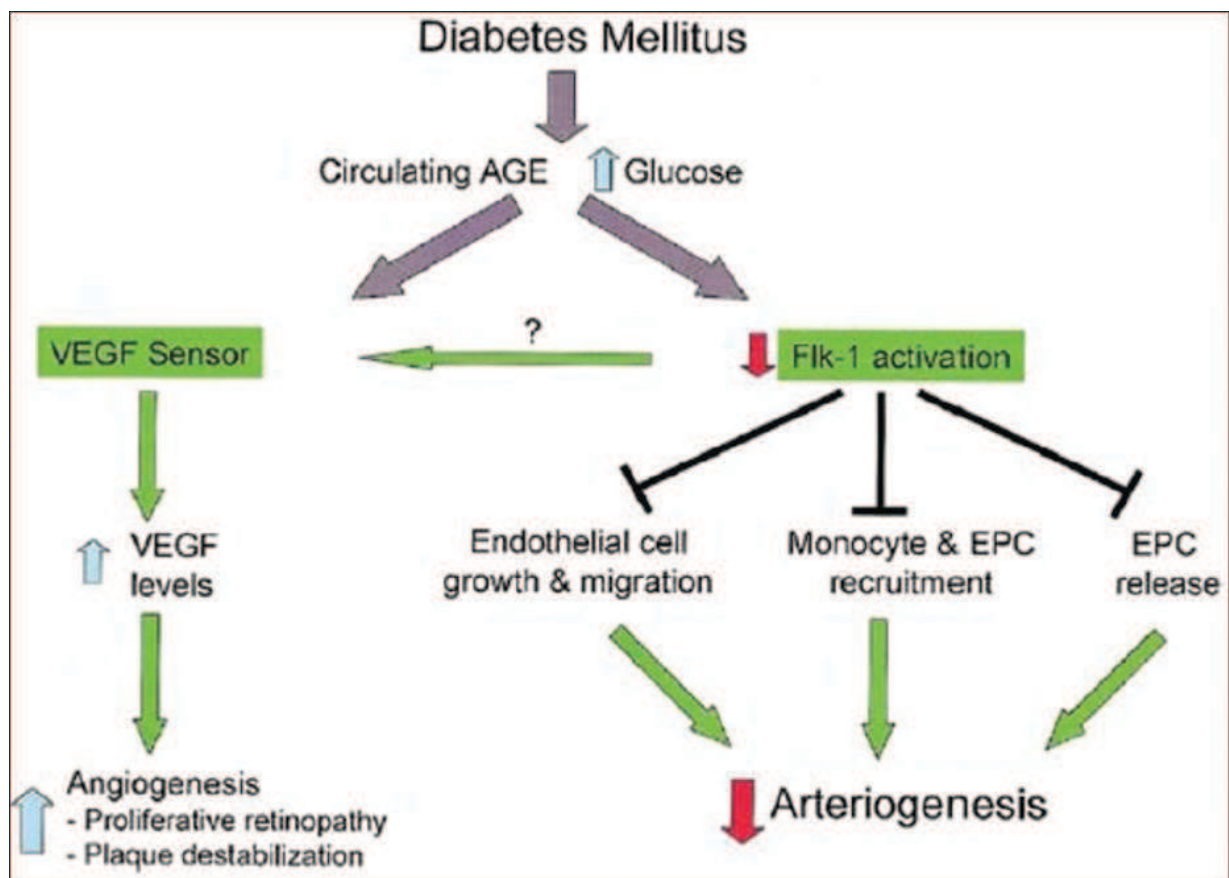 Diabetes Mellitus
Circulating AGE
Glucose
VEGF Sensor
?
Flk-1 activation
VEGF
levels
Endothelial cell
growth & migration
Monocyte & EPC
recruitment
EPC
release
Angiogenesis
- Proliferative retinopathy
- Plaque destabilization
Arteriogenesis